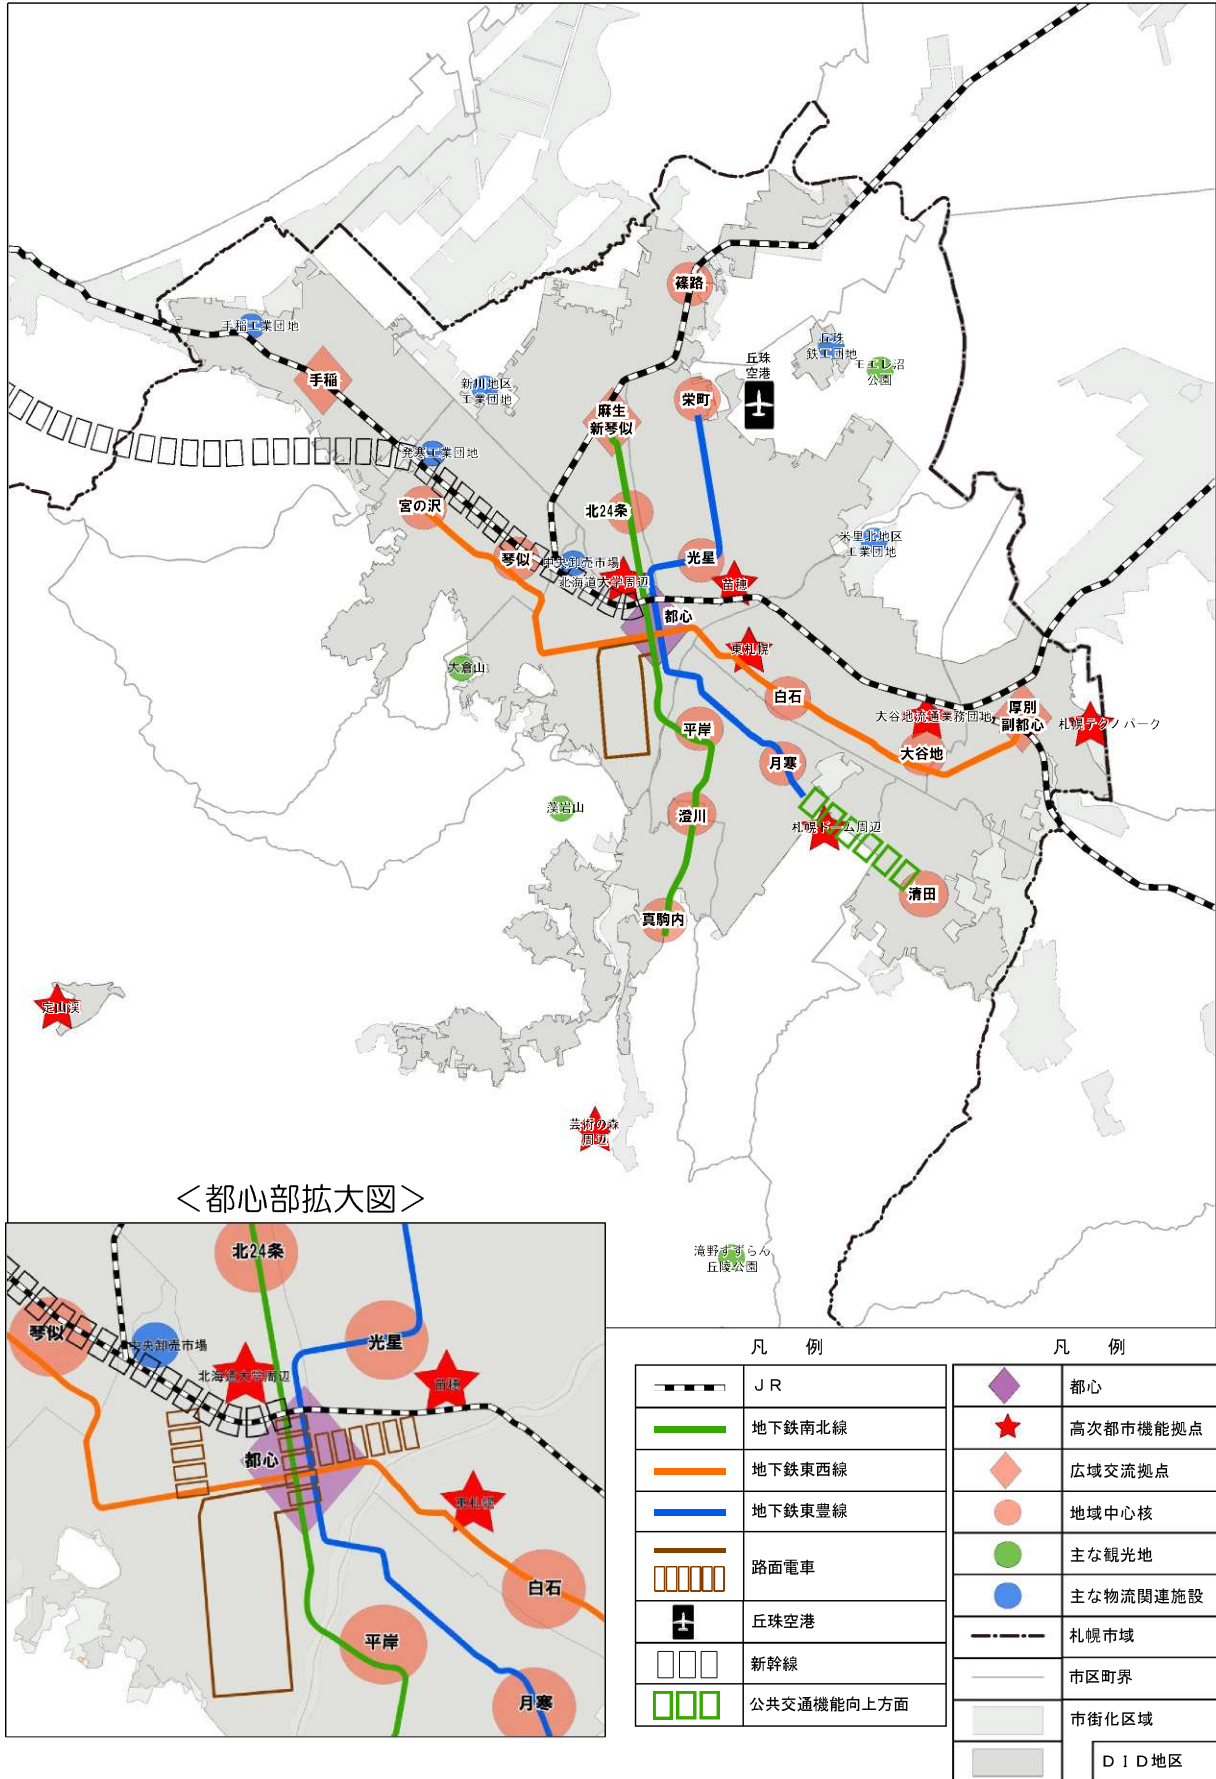 篠路
手稲工業団地
丘珠
鉄工団地
モエレ沼
公園
丘珠
空港
手稲
新川地区
工業団地
栄町
麻生
新琴似
発寒工業団地
宮の沢
北24条
米里北地区
工業団地
琴似
中央卸売市場
光星
北海道大学周辺
苗穂
都心
東札幌
大倉山
白石
厚別
副都心
大谷地流通業務団地
札幌テクノパーク
平岸
大谷地
月寒
藻岩山
澄川
札幌ドーム周辺
清田
真駒内
定山渓
芸術の森
周辺
滝野すずらん
丘陵公園
＜都心部拡大図＞
北24条
琴似
中央卸売市場
光星
北海道大学周辺
苗穂
都心
東札幌
白石
平岸
月寒
凡　例
ＪＲ
地下鉄南北線
地下鉄東西線
地下鉄東豊線
路面電車
丘珠空港
新幹線
公共交通機能向上方面
凡　例
都心
高次都市機能拠点
広域交流拠点
地域中心核
主な観光地
主な物流関連施設
札幌市域
市区町界
市街化区域
ＤＩＤ地区